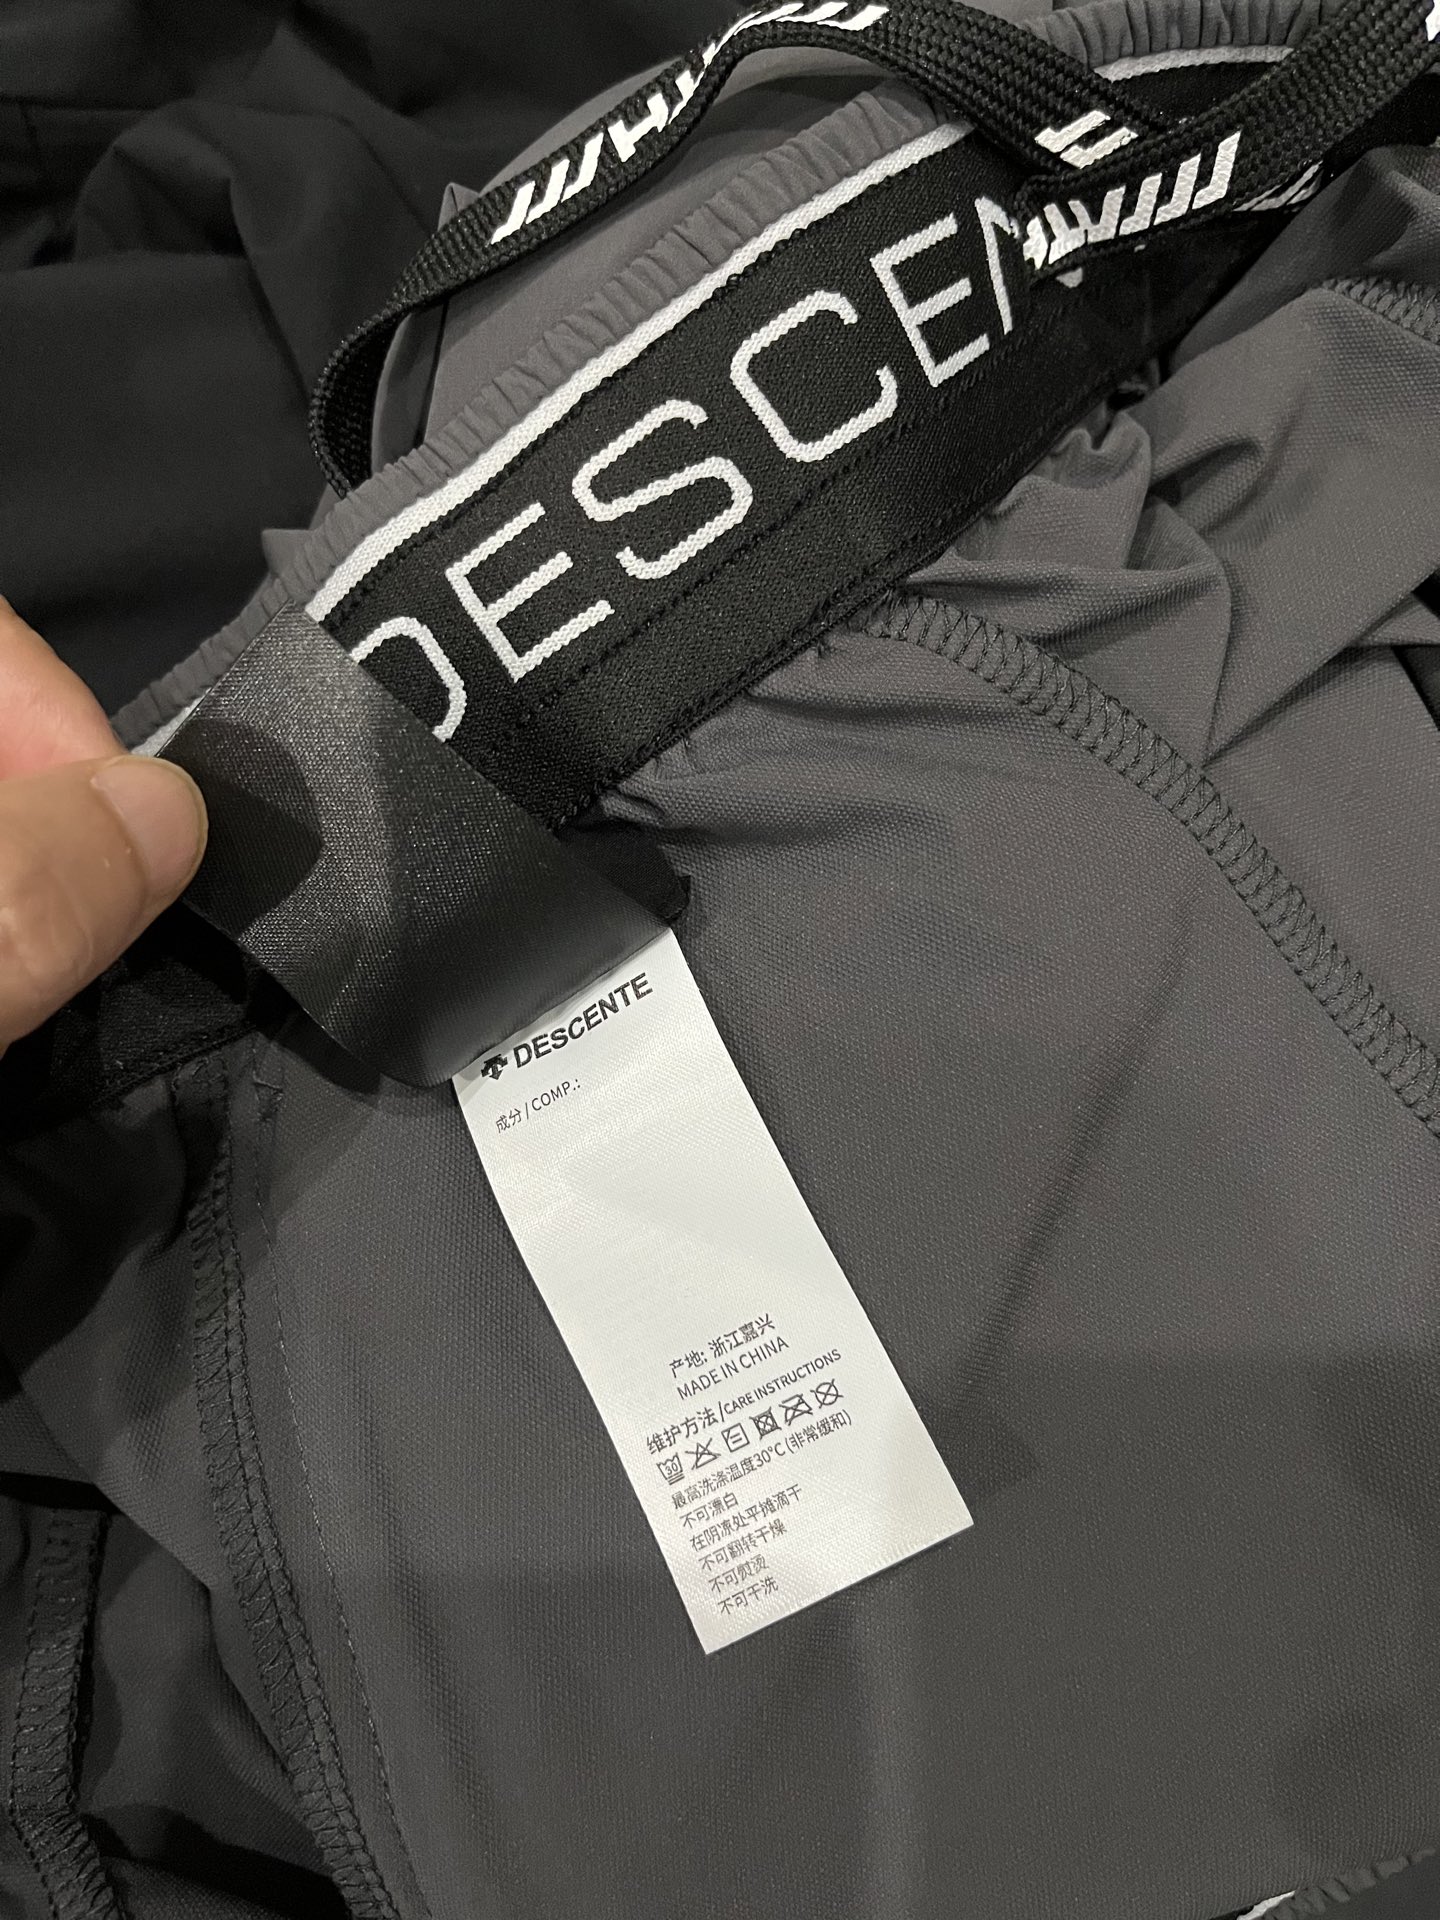 DESCEN
DESCENTE
成分/COMP.:
产地: 浙江嘉兴
MADE IN CHINA
维护方法/CARE INSTRUCTIONS
30
最高洗涤温度30°C(非常缓和)
不可漂白
在阴凉处平摊滴干
不可翻转干燥
不可熨烫
不可干洗